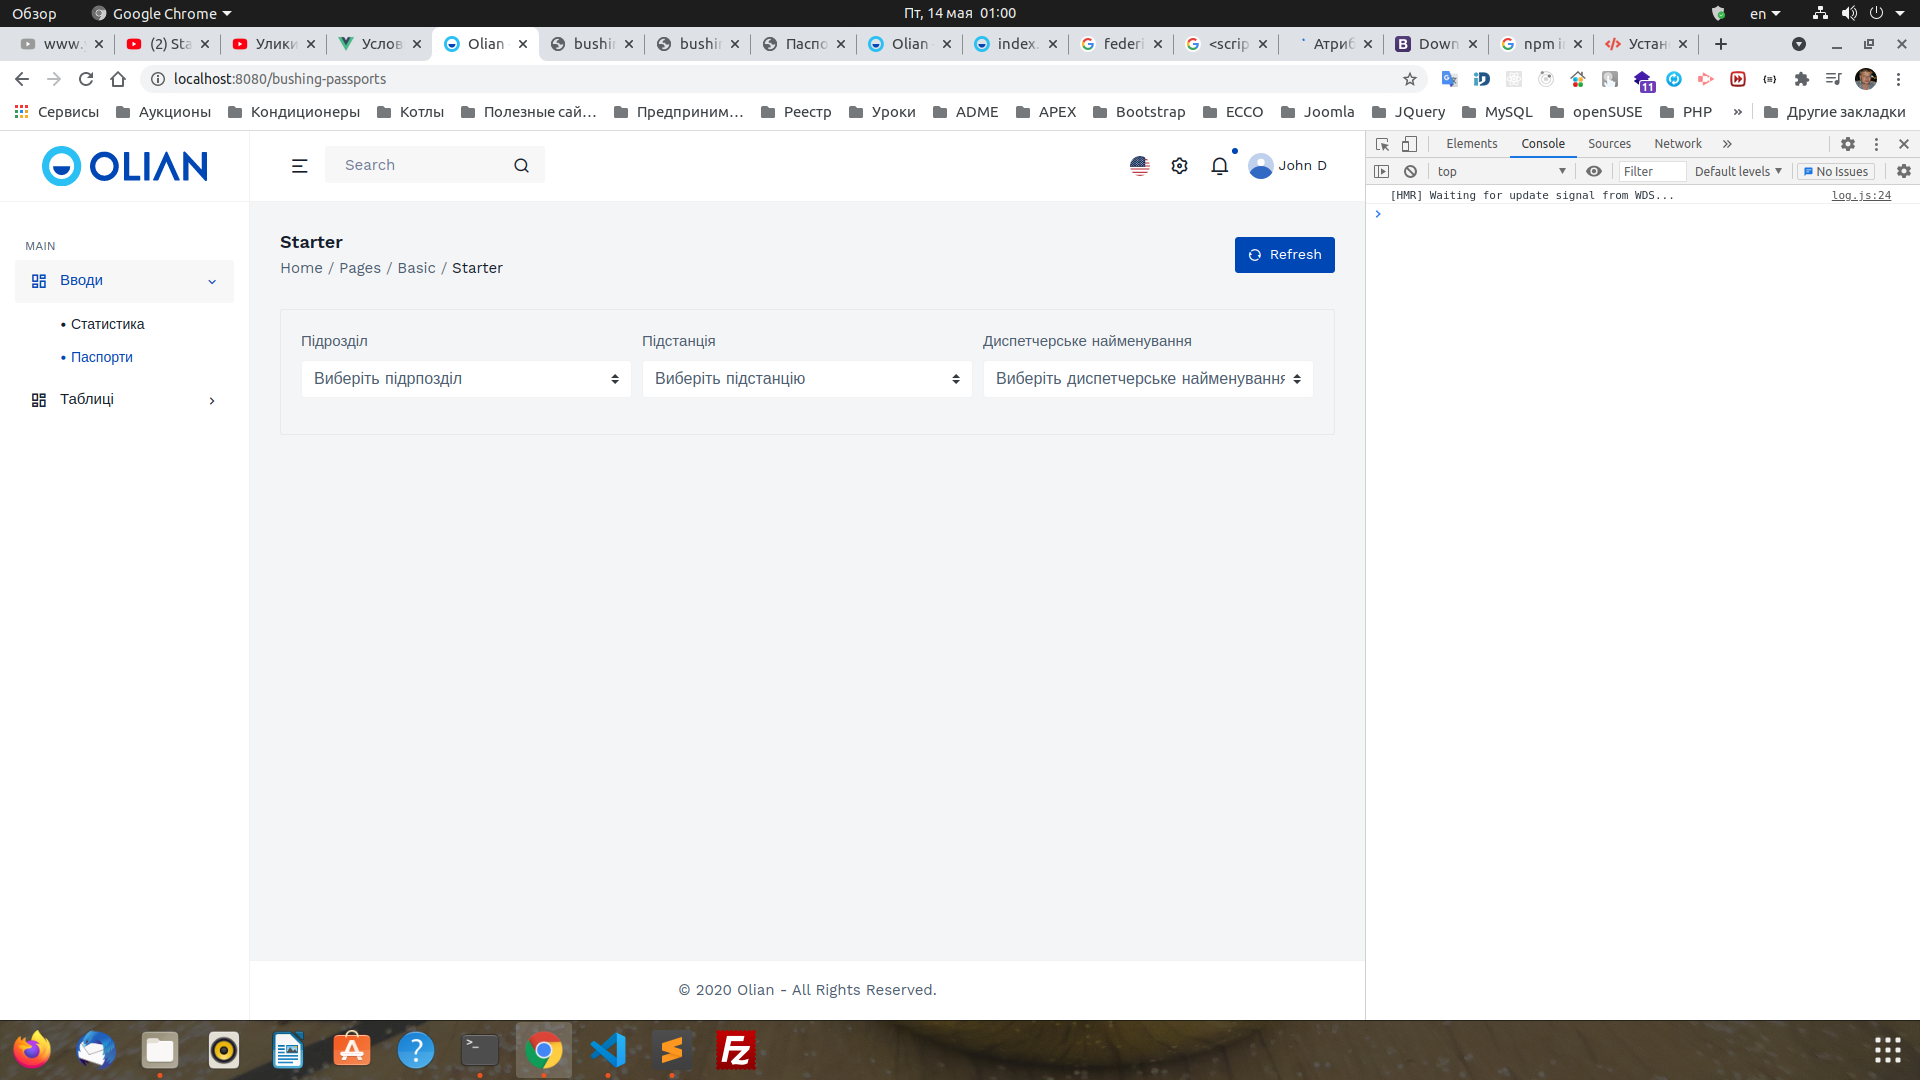 Обзор
Google Chrome
Пт, 14 мая 01:00
en
www.
(2) Sta
Улики
Услов
Olian
bushi
bushi
Паспо
Olian
index.
federi
<scrip
Атриб
Down
npm i
Устан
localhost:8080/bushing-passports
11
Сервисы
Аукционы
Кондиционеры
Котлы
Полезные сай…
Предприним…
Реестр
Уроки
ADME
APEX
Bootstrap
ECCO
Joomla
JQuery
MySQL
openSUSE
PHP
»
Другие закладки
OLIAN
Search
John D
Elements
Console
Sources
Network
»
top
Filter
Default levels
No Issues
[HMR] Waiting for update signal from WDS...
log.js:24
MAIN
Вводи
• Статистика
• Паспорти
Таблиці
Starter
Home / Pages / Basic / Starter
Refresh
Підрозділ
Підстанція
Диспетчерське найменування
Виберіть підрпозділ
Виберіть підстанцію
Виберіть диспетчерське найменування
© 2020 Olian - All Rights Reserved.